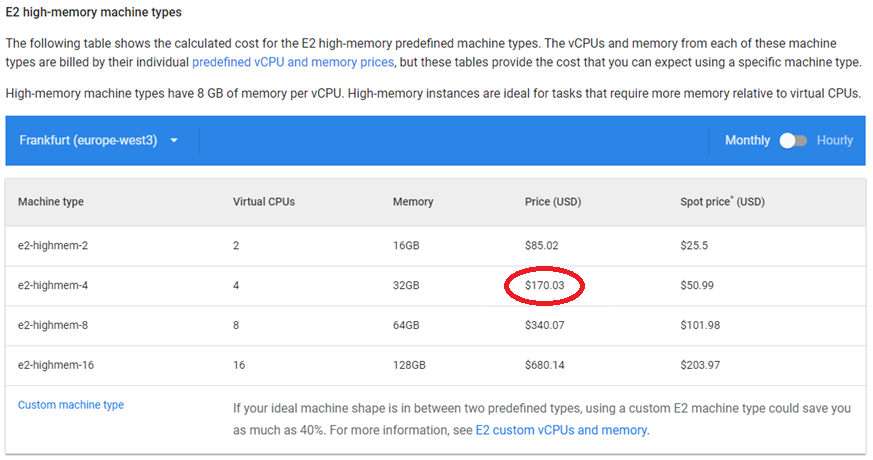 E2 high-memory machine types
The following table shows the calculated cost for the E2 high-memory predefined machine types. The vCPUs and memory from each of these machine
types are billed by their individual predefined vCPU and memory prices, but these tables provide the cost that you can expect using a specific machine type.
High-memory machine types have 8 GB of memory per vCPU. High-memory instances are ideal for tasks that require more memory relative to virtual CPUs.
Frankfurt (europe-west3) Monthly Hourly
Machine type Virtual CPUs Memory Price (USD) Spot price* (USD)
e2-highmem-2 2 16GB $85.02 $25.5
e2-highmem-4 4 32GB $170.03 $50.99
e2-highmem-8 8 64GB $340.07 $101.98
e2-highmem-16 16 128GB $680.14 $203.97
Custom machine type If your ideal machine shape is in between two predefined types, using a custom E2 machine type could save you
as much as 40%. For more information, see E2 custom vCPUs and memory.